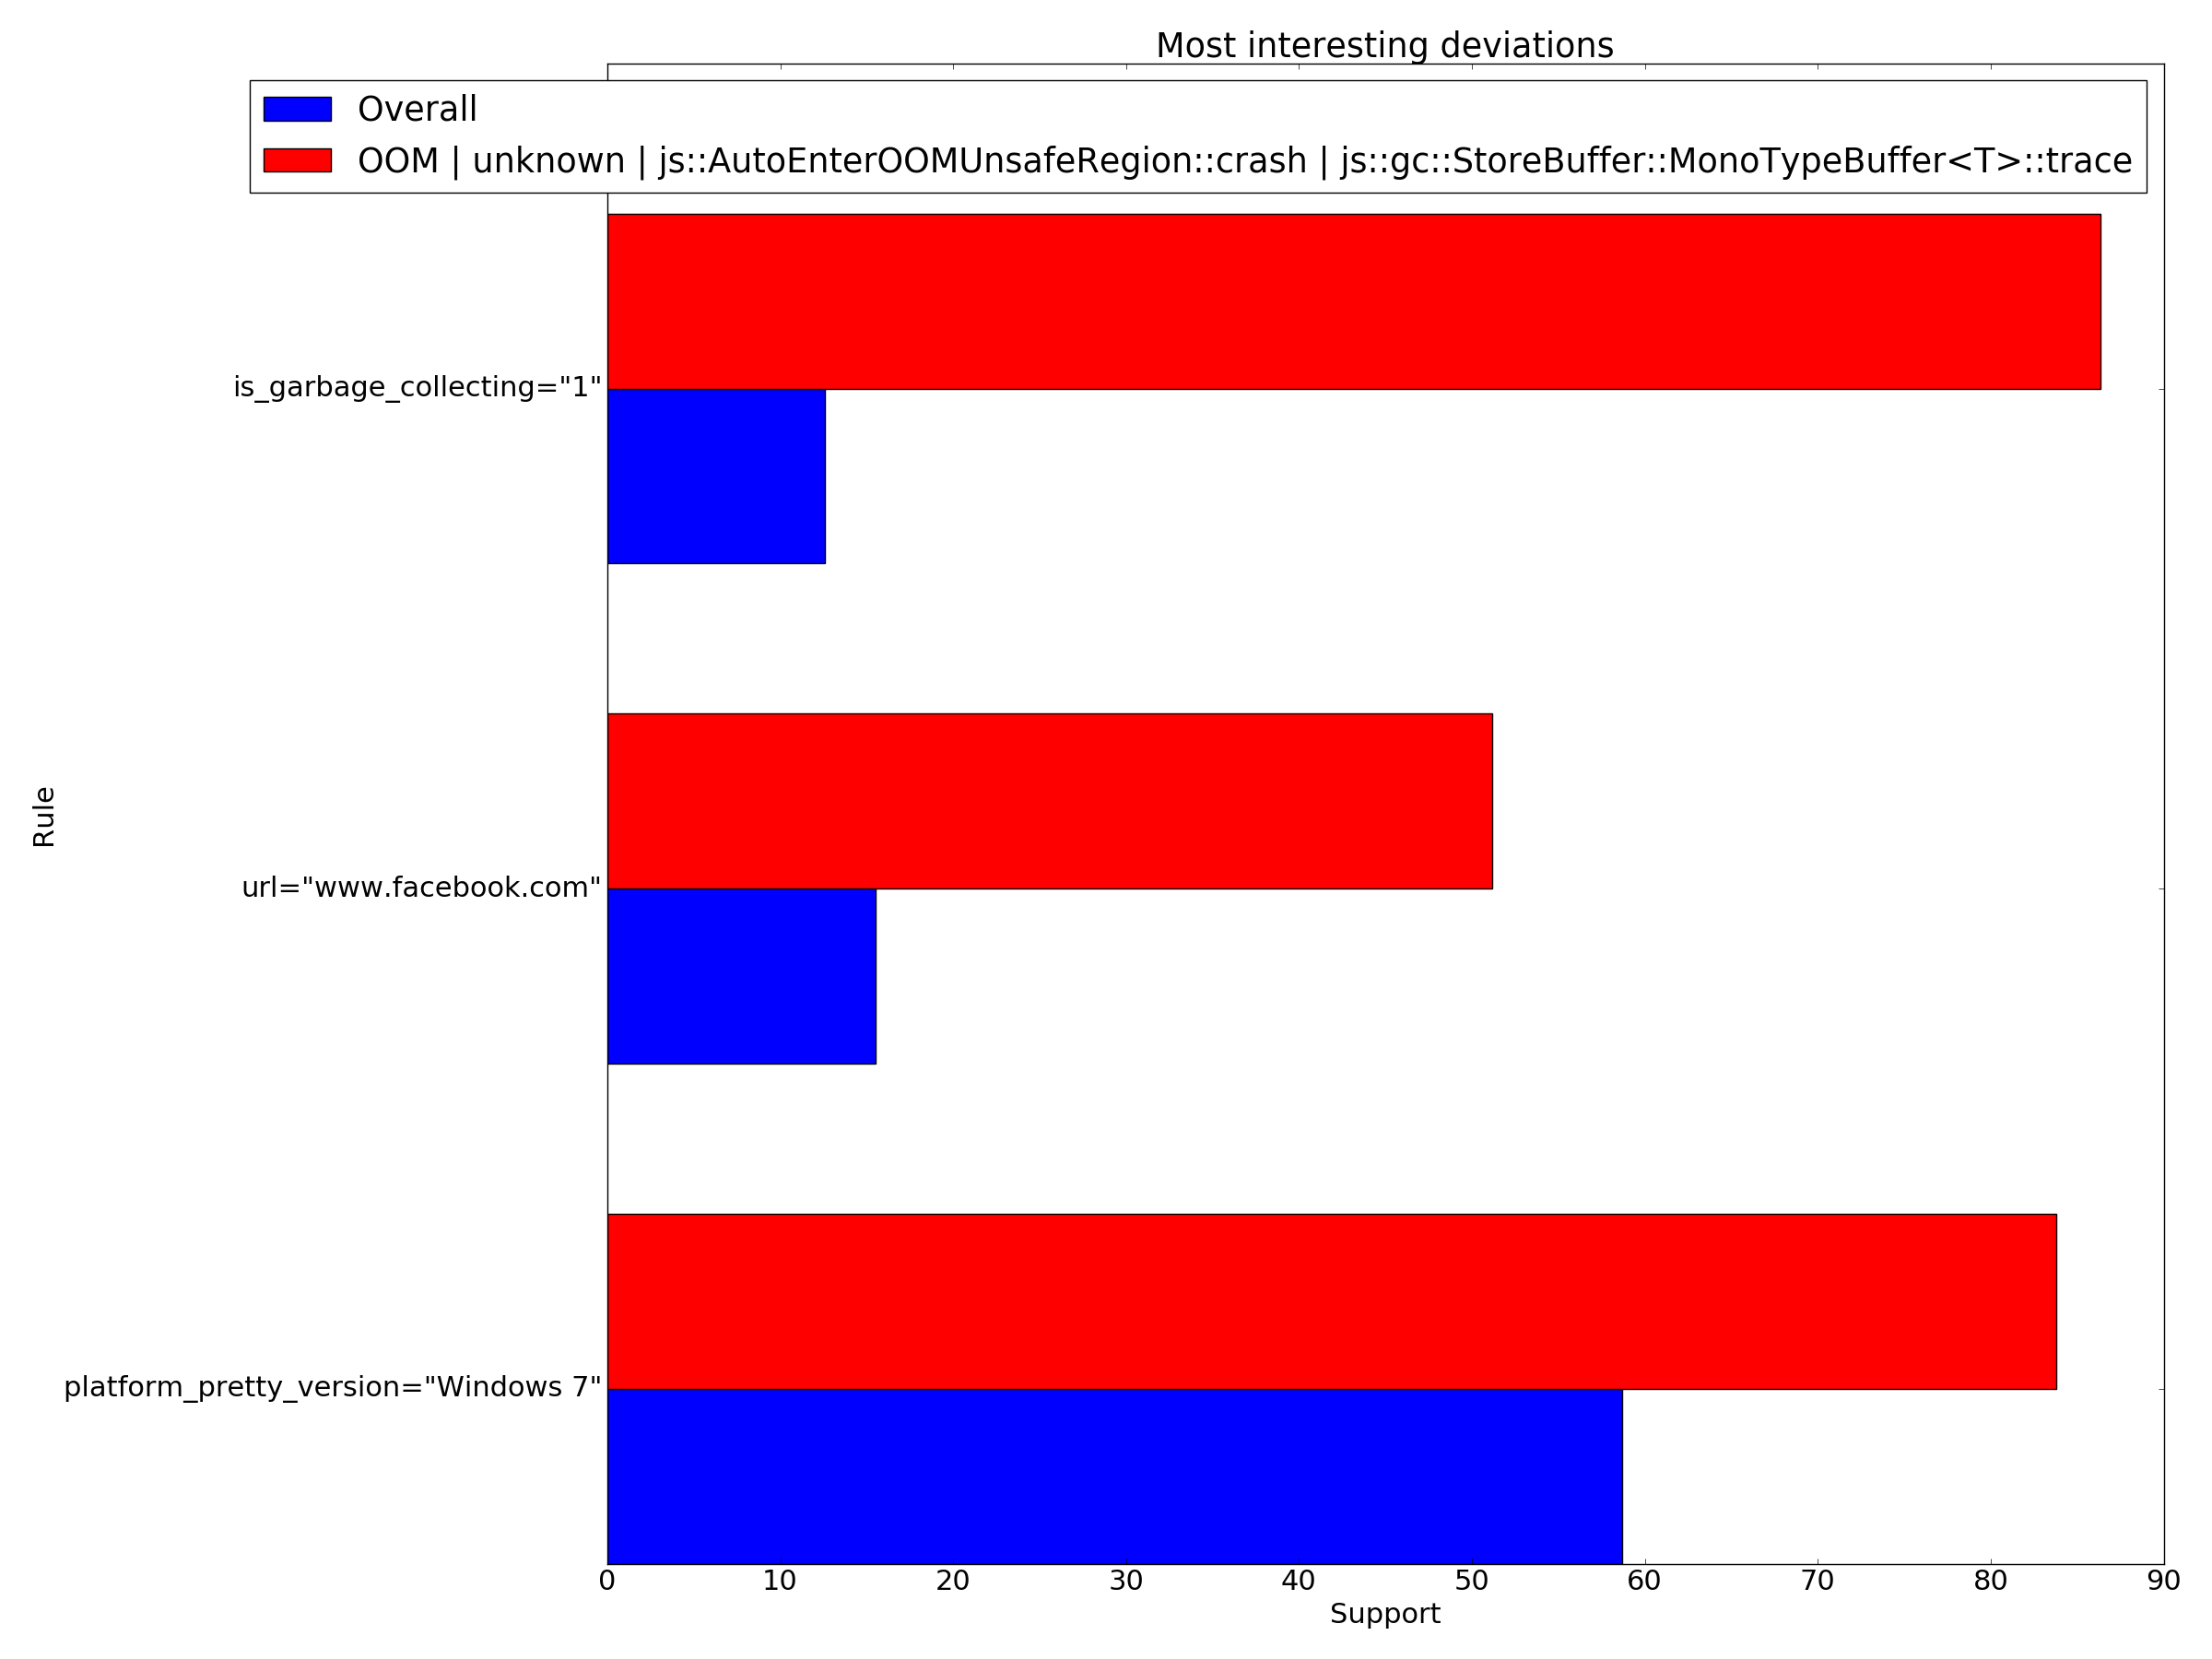 Most interesting deviations
Overall
OOM | unknown | js::AutoEnterOOMUnsafeRegion::crash | js::gc::StoreBuffer::MonoTypeBuffer<T>::trace
is_garbage_collecting="1"
url="www.facebook.com"
platform_pretty_version="Windows 7"
Rule
0 10 20 30 40 50 60 70 80 90
Support